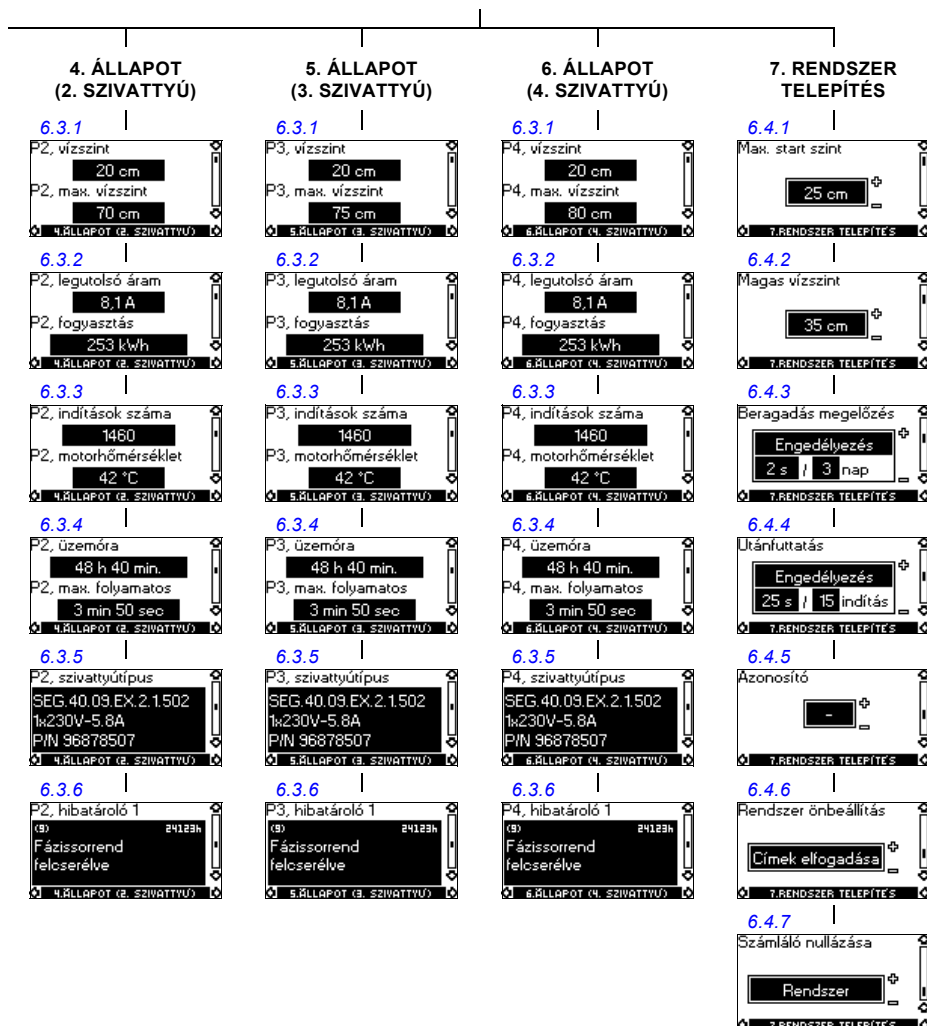 4. ÁLLAPOT
(2. SZIVATTYÚ)
6.3.1
P2, vízszint
20 cm
P2, max. vízszint
70 cm
4.ÁLLAPOT (2. SZIVATTYÚ)
6.3.2
P2, legutolsó áram
8,1 A
P2, fogyasztás
253 kWh
4.ÁLLAPOT (2. SZIVATTYÚ)
6.3.3
P2, indítások száma
1460
P2, motorhőmérséklet
42 °C
4.ÁLLAPOT (2. SZIVATTYÚ)
6.3.4
P2, üzemóra
48 h 40 min.
P2, max. folyamatos
3 min 50 sec
4.ÁLLAPOT (2. SZIVATTYÚ)
6.3.5
P2, szivattyútípus
SEG.40.09.EX.2.1.502
1x230V-5.8A
P/N 96878507
4.ÁLLAPOT (2. SZIVATTYÚ)
6.3.6
P2, hibatároló 1
(9) 24123h
Fázissorrend
felcserélve
4.ÁLLAPOT (2. SZIVATTYÚ)
5. ÁLLAPOT
(3. SZIVATTYÚ)
6.3.1
P3, vízszint
20 cm
P3, max. vízszint
75 cm
5.ÁLLAPOT (3. SZIVATTYÚ)
6.3.2
P3, legutolsó áram
8,1 A
P3, fogyasztás
253 kWh
5.ÁLLAPOT (3. SZIVATTYÚ)
6.3.3
P3, indítások száma
1460
P3, motorhőmérséklet
42 °C
5.ÁLLAPOT (3. SZIVATTYÚ)
6.3.4
P3, üzemóra
48 h 40 min.
P3, max. folyamatos
3 min 50 sec
5.ÁLLAPOT (3. SZIVATTYÚ)
6.3.5
P3, szivattyútípus
SEG.40.09.EX.2.1.502
1x230V-5.8A
P/N 96878507
5.ÁLLAPOT (3. SZIVATTYÚ)
6.3.6
P3, hibatároló 1
(9) 24123h
Fázissorrend
felcserélve
5.ÁLLAPOT (3. SZIVATTYÚ)
6. ÁLLAPOT
(4. SZIVATTYÚ)
6.3.1
P4, vízszint
20 cm
P4, max. vízszint
80 cm
6.ÁLLAPOT (4. SZIVATTYÚ)
6.3.2
P4, legutolsó áram
8,1 A
P4, fogyasztás
253 kWh
6.ÁLLAPOT (4. SZIVATTYÚ)
6.3.3
P4, indítások száma
1460
P4, motorhőmérséklet
42 °C
6.ÁLLAPOT (4. SZIVATTYÚ)
6.3.4
P4, üzemóra
48 h 40 min.
P4, max. folyamatos
3 min 50 sec
6.ÁLLAPOT (4. SZIVATTYÚ)
6.3.5
P4, szivattyútípus
SEG.40.09.EX.2.1.502
1x230V-5.8A
P/N 96878507
6.ÁLLAPOT (4. SZIVATTYÚ)
6.3.6
P4, hibatároló 1
(9) 24123h
Fázissorrend
felcserélve
6.ÁLLAPOT (4. SZIVATTYÚ)
7. RENDSZER
TELEPÍTÉS
6.4.1
Max. start szint
25 cm
+
-
7.RENDSZER TELEPÍTÉS
6.4.2
Magas vízszint
35 cm
+
-
7.RENDSZER TELEPÍTÉS
6.4.3
Beragadás megelőzés
Engedélyezés
+
2 s / 3 nap
-
7.RENDSZER TELEPÍTÉS
6.4.4
Utánfuttatás
Engedélyezés
+
25 s / 15 indítás
-
7.RENDSZER TELEPÍTÉS
6.4.5
Azonosító
-
+
-
7.RENDSZER TELEPÍTÉS
6.4.6
Rendszer önbeállítás
Címek elfogadása
+
-
7.RENDSZER TELEPÍTÉS
6.4.7
Számláló nullázása
Rendszer
+
-
7.RENDSZER TELEPÍTÉS